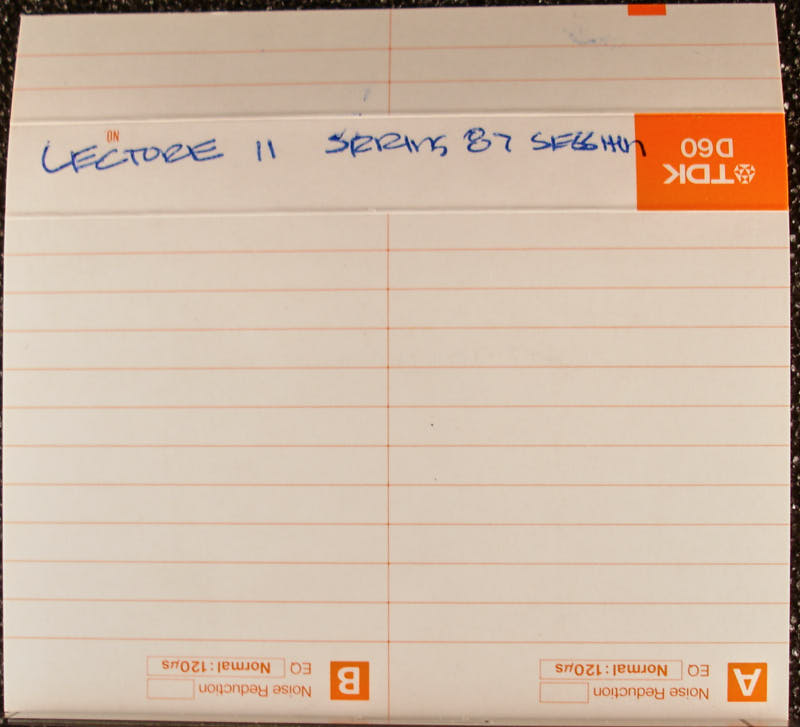 ON
LECTURE 11 SPRING 87 SESSION
D60
TDK
B EQ Normal:120µs
Noise Reduction
A EQ Normal:120µs
Noise Reduction